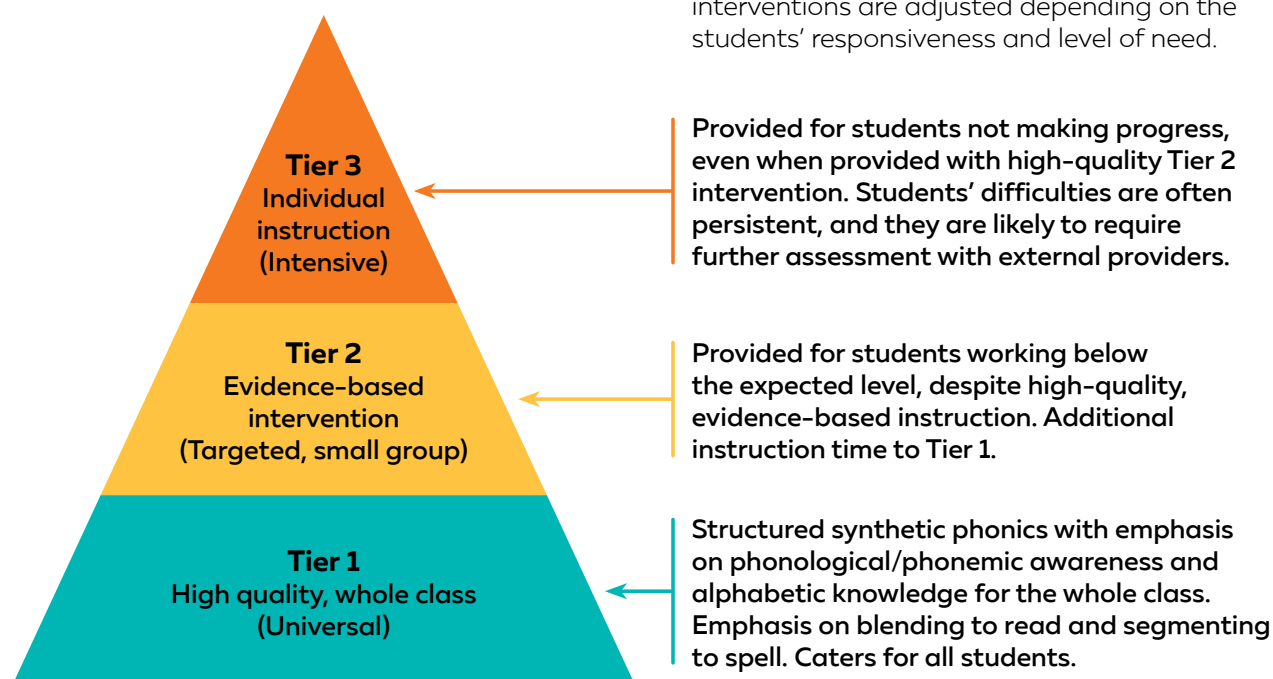 interventions are adjusted depending on the
students’ responsiveness and level of need.
Tier 3
Individual
instruction
(Intensive)
Provided for students not making progress,
even when provided with high-quality Tier 2
intervention. Students’ difficulties are often
persistent, and they are likely to require
further assessment with external providers.
Tier 2
Evidence-based
intervention
(Targeted, small group)
Provided for students working below
the expected level, despite high-quality,
evidence-based instruction. Additional
instruction time to Tier 1.
Tier 1
High quality, whole class
(Universal)
Structured synthetic phonics with emphasis
on phonological/phonemic awareness and
alphabetic knowledge for the whole class.
Emphasis on blending to read and segmenting
to spell. Caters for all students.